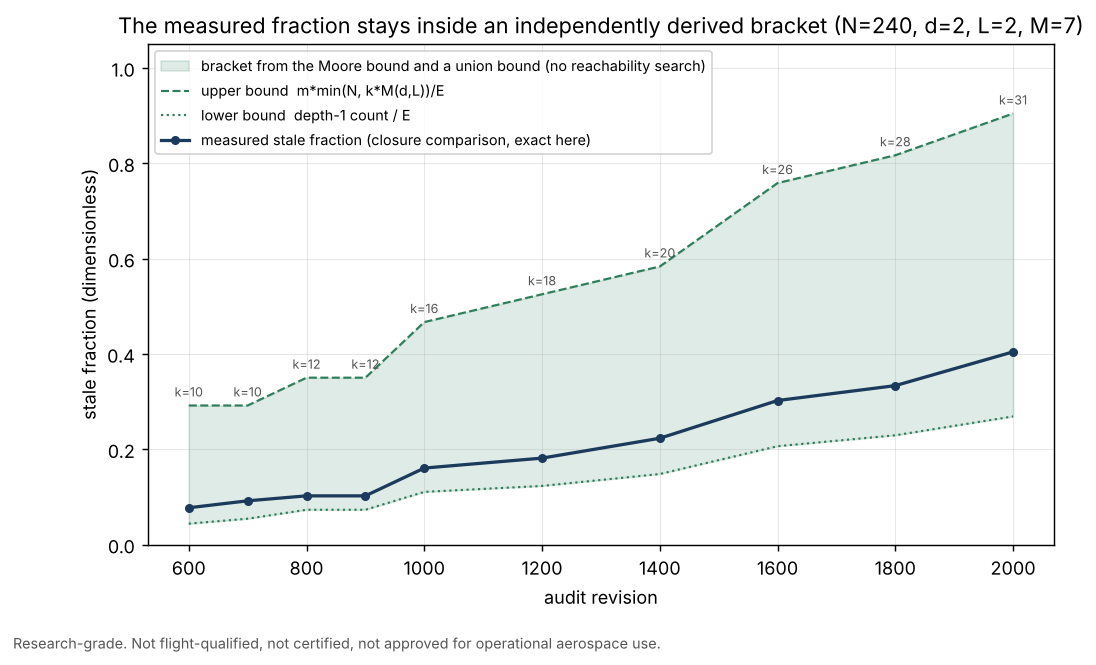 The measured fraction stays inside an independently derived bracket (N=240, d=2, L=2, M=7)
bracket from the Moore bound and a union bound (no reachability search)
upper bound  m*min(N, k*M(d,L))/E
lower bound  depth-1 count / E
measured stale fraction (closure comparison, exact here)
stale fraction (dimensionless)
1.0
0.8
0.6
0.4
0.2
0.0
k=10
k=10
k=12
k=12
k=16
k=18
k=20
k=26
k=28
k=31
600
800
1000
1200
1400
1600
1800
2000
audit revision
Research-grade. Not flight-qualified, not certified, not approved for operational aerospace use.